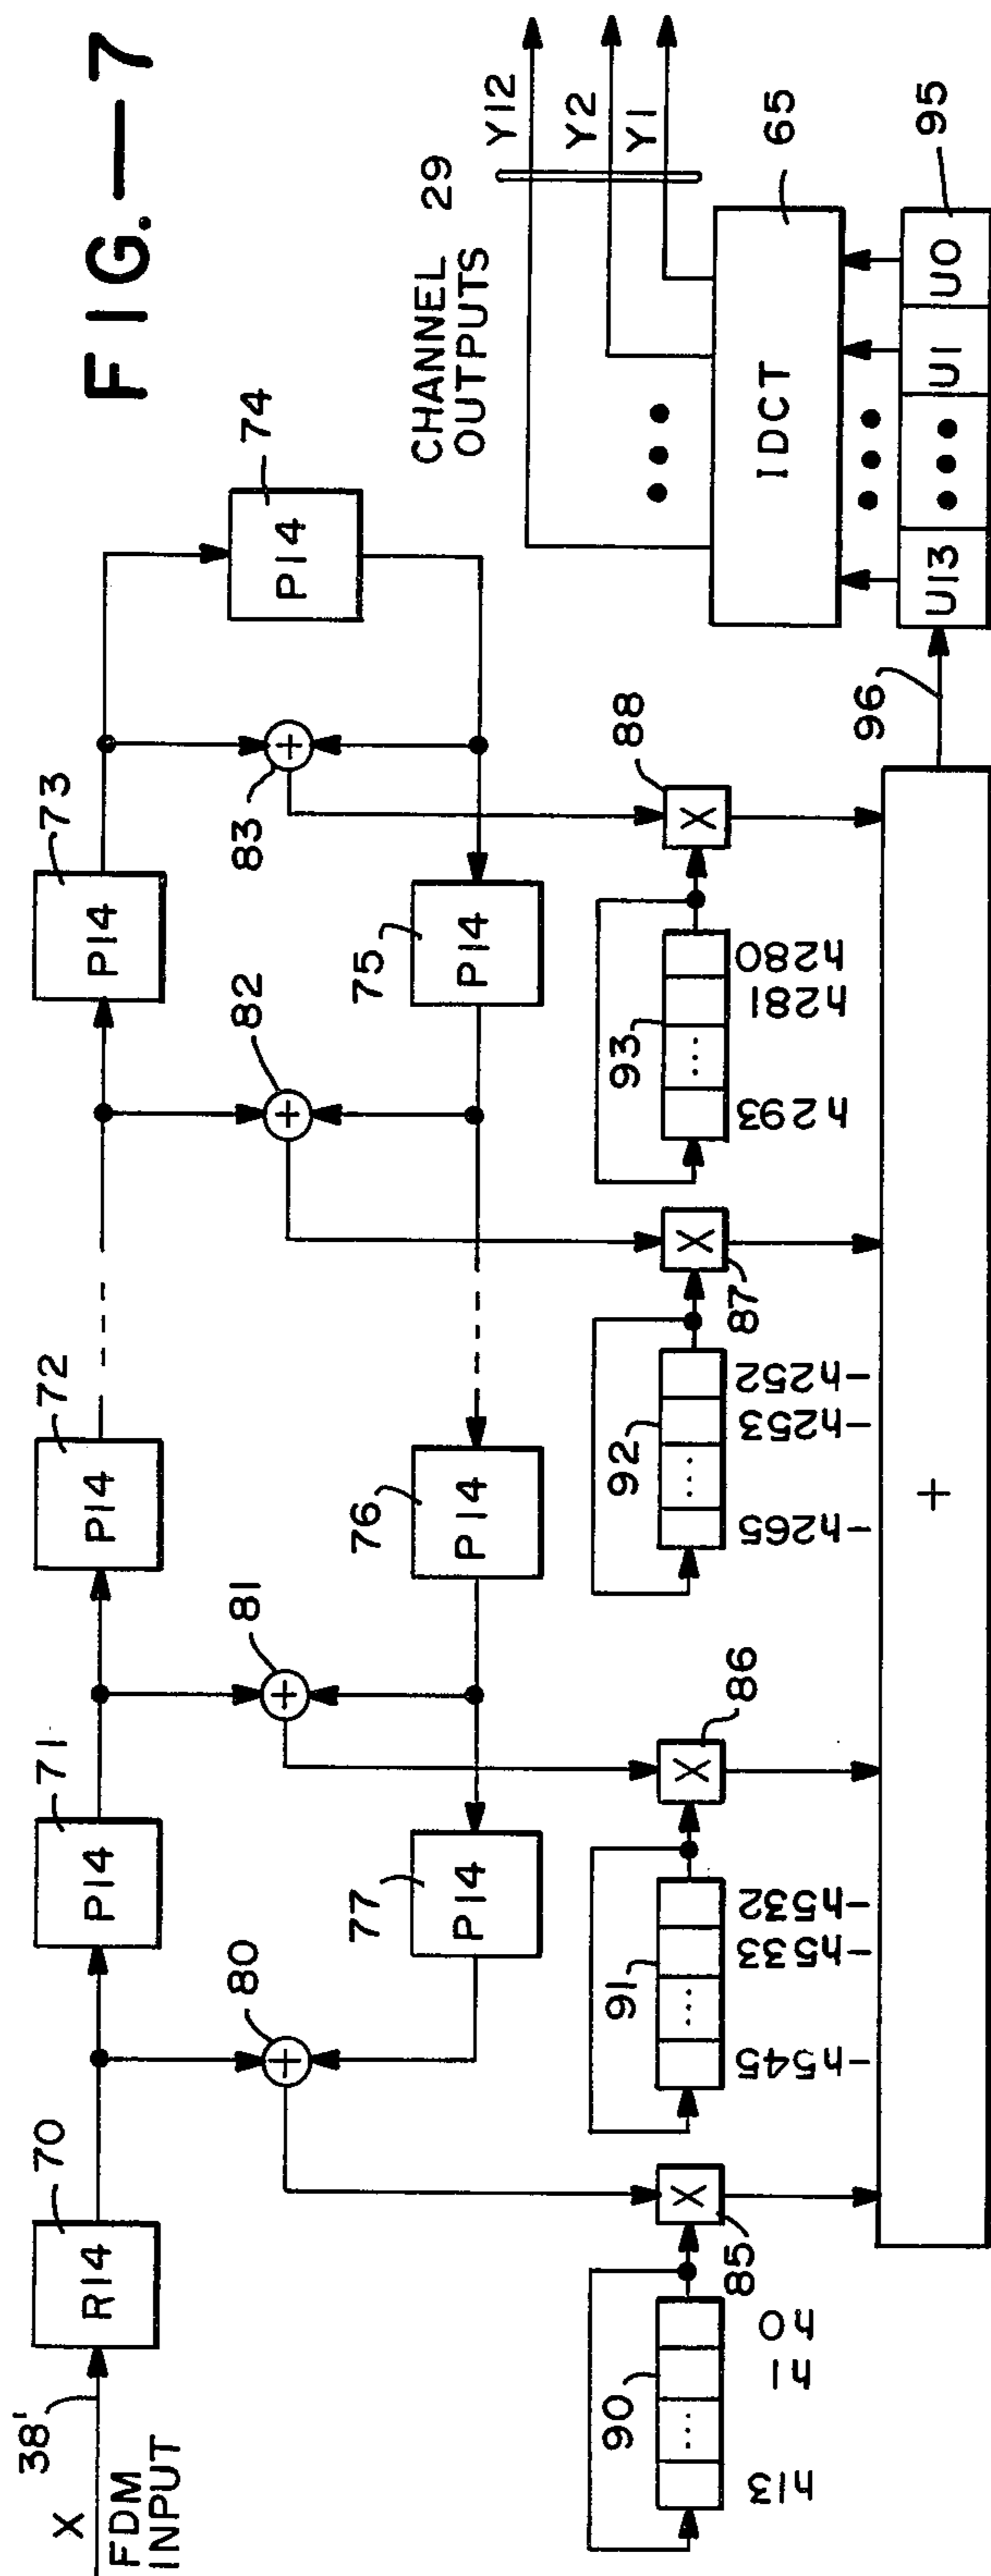 FIG.—7
38'
X
FDM
INPUT
R14
70
P14
71
P14
72
P14
73
P14
74
+
80
+
81
+
82
+
83
P14
77
P14
76
P14
75
CHANNEL
OUTPUTS
29
Y12
Y2
Y1
•••
IDCT
65
•••
U13
•••
U1
U0
95
96
90
...
h13
h1
h0
X
85
91
...
-h545
-h533
-h532
X
86
92
...
-h265
-h253
-h252
X
87
93
...
h293
h281
h280
X
88
+